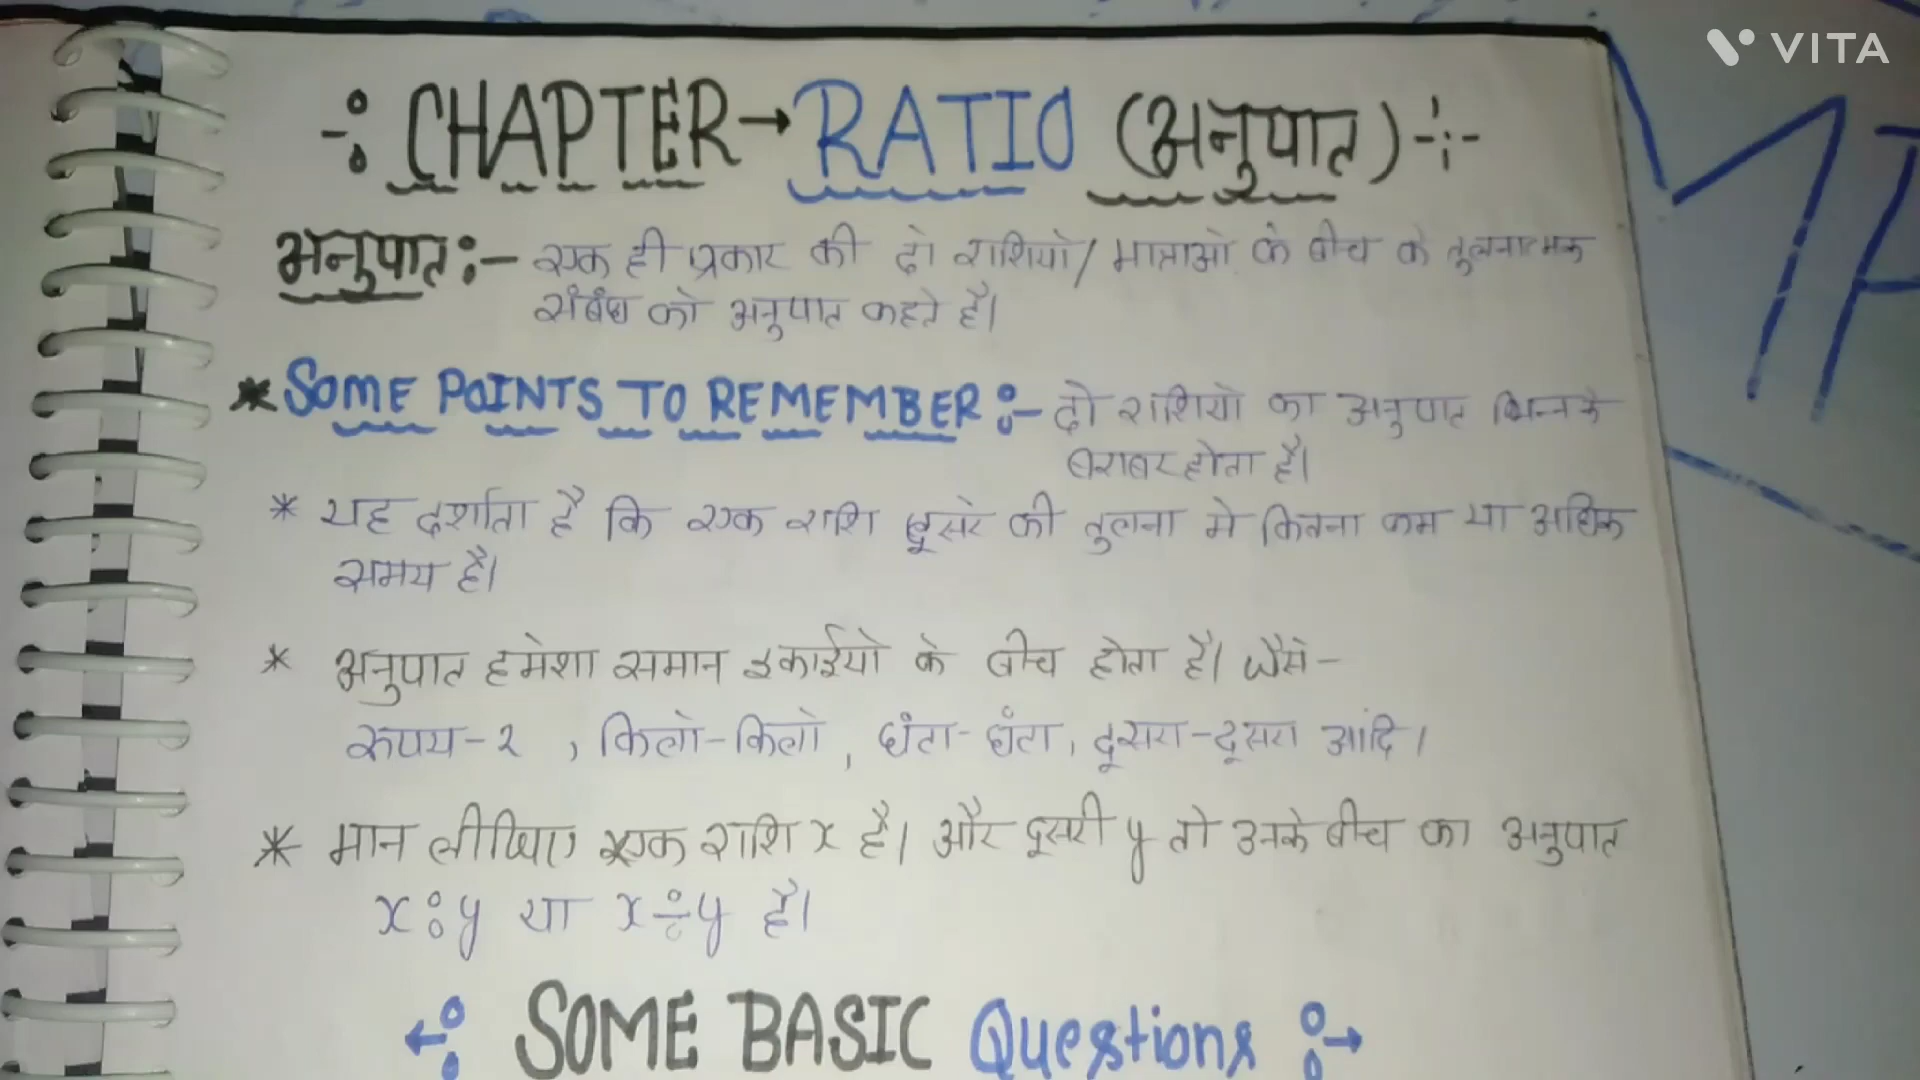 VITA
CHAPTER → RATIO (अनुपात)
अनुपात :- एक ही प्रकार की दो राशियो/मात्राओ के बीच के तुलनात्मक
संबंध को अनुपात कहते है।
* SOME POINTS TO REMEMBER :- दो राशियो का अनुपात भिन्न के
बराबर होता है।
* यह दर्शाता है कि एक राशि दूसरे की तुलना मे कितना कम या अधिक
समय है।
* अनुपात हमेशा समान इकाईयो के बीच होता है। जैसे -
रूपय-२, किलो-किलो, घंटा-घंटा, दूसरा-दूसरा आदि।
* मान लीजिए एक राशि x है। और दूसरी y तो उनके बीच का अनुपात
x:y या x÷y है।
SOME BASIC Questions